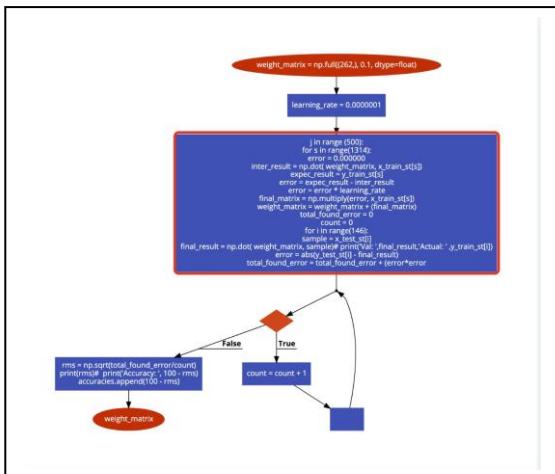 weight_matrix = np.full((262,), 0.1, dtype=float)
learning_rate = 0.0000001
j in range (500):
for s in range(1314):
error = 0.000000
inter_result = np.dot( weight_matrix, x_train_st[s])
expec_result = y_train_st[s]
error = expec_result - inter_result
error = error * learning_rate
final_matrix = np.multiply(error, x_train_st[s])
weight_matrix = weight_matrix + (final_matrix)
total_found_error = 0
count = 0
for i in range(146):
sample = x_test_st[i]
final_result = np.dot( weight_matrix, sample)# print('Val: ',final_result,'Actual: ' ,y_train_st[i])
error = abs(y_test_st[i] - final_result)
total_found_error = total_found_error + (error*error
False
True
rms = np.sqrt(total_found_error/count)
print(rms)# print('Accuracy: ', 100 - rms)
accuracies.append(100 - rms)
count = count + 1
weight_matrix